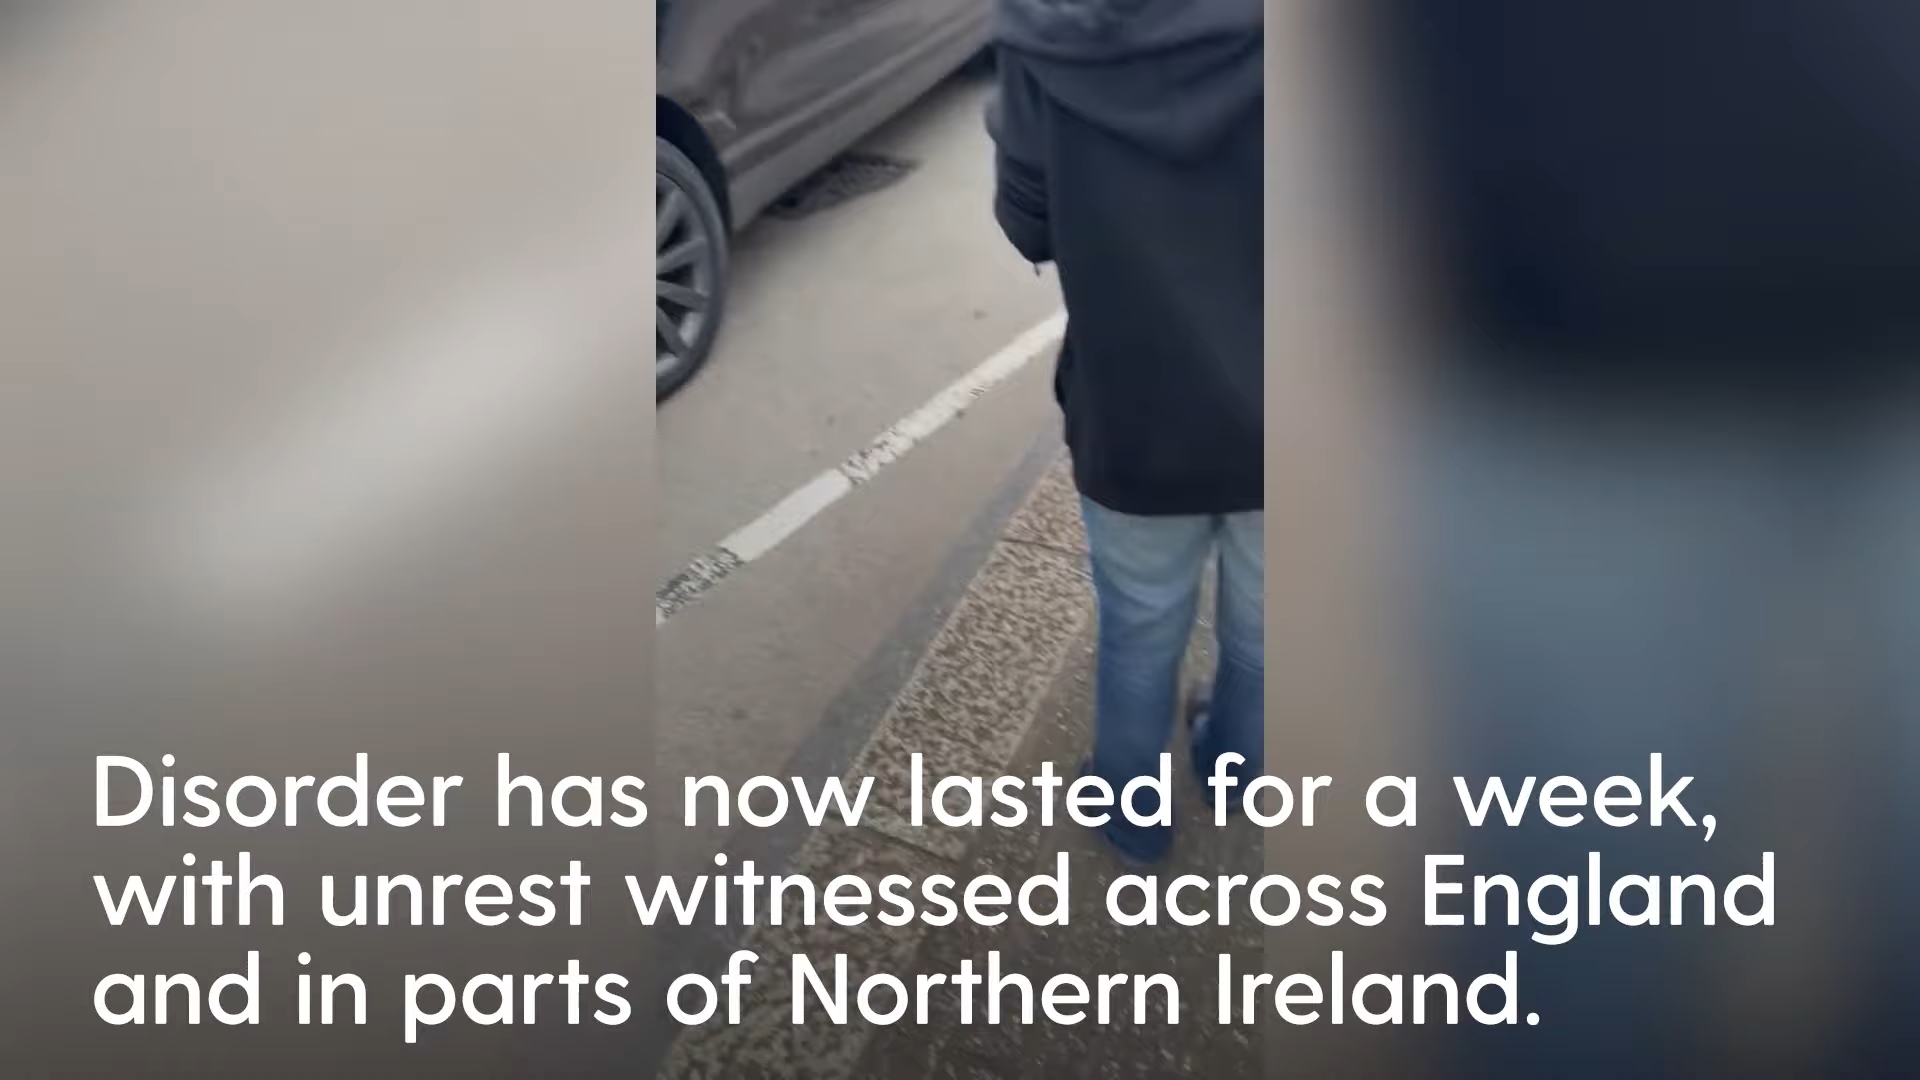 Disorder has now lasted for a week,
with unrest witnessed across England
and in parts of Northern Ireland.